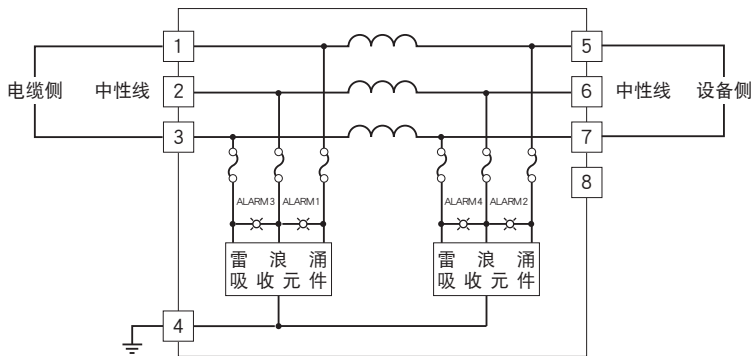 1
5
电缆侧
中性线
2
6
中性线
设备侧
3
7
8
ALARM3
ALARM1
ALARM4
ALARM2
雷浪涌
吸收元件
雷浪涌
吸收元件
4